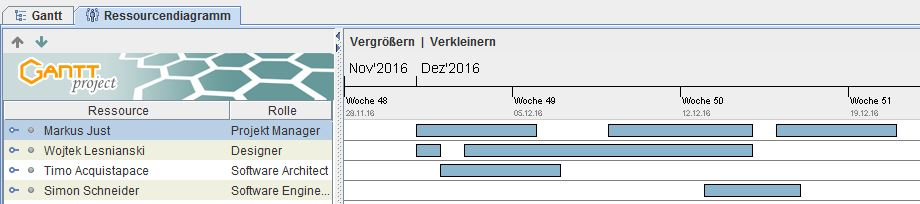 Gantt Ressourcendiagramm
Vergrößern | Verkleinern
GANTT project
Nov'2016 Dez'2016
Ressource Rolle
Woche 48 Woche 49 Woche 50 Woche 51
28.11.16 05.12.16 12.12.16 19.12.16
Markus Just Projekt Manager
Wojtek Lesnianski Designer
Timo Acquistapace Software Architect
Simon Schneider Software Engine...